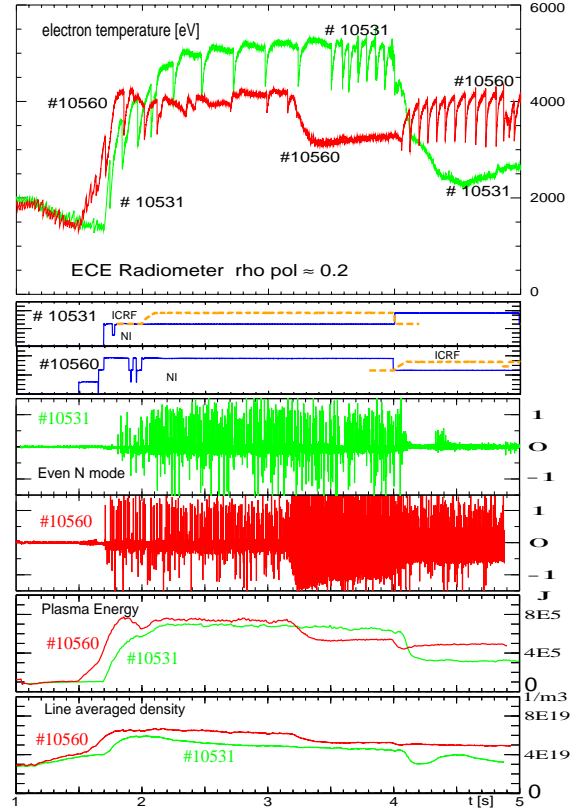 6000
electron temperature [eV]
# 10531
#10560
#10560
4000
#10560
# 10531
# 10531
2000
ECE Radiometer rho pol ≈ 0.2
0
# 10531
ICRF
NI
#10560
ICRF
NI
#10531
1
0
Even N mode
-1
#10560
1
0
-1
J
Plasma Energy
8E5
#10560
4E5
#10531
0
1/m3
Line averaged density
8E19
#10560
4E19
#10531
0
1 2 3 4 t [s] 5